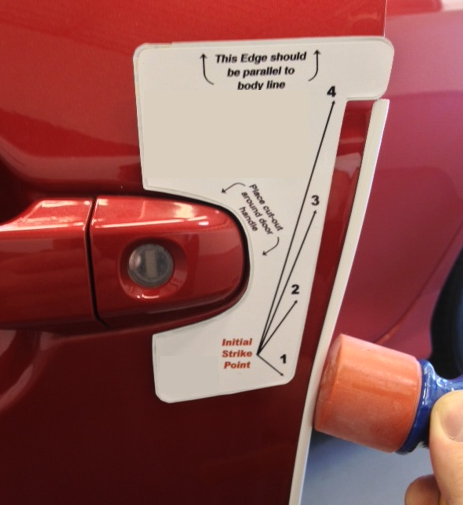 This Edge should
be parallel to
body line
4
Place cut-out
around door
handle
3
2
Initial
Strike
Point
1